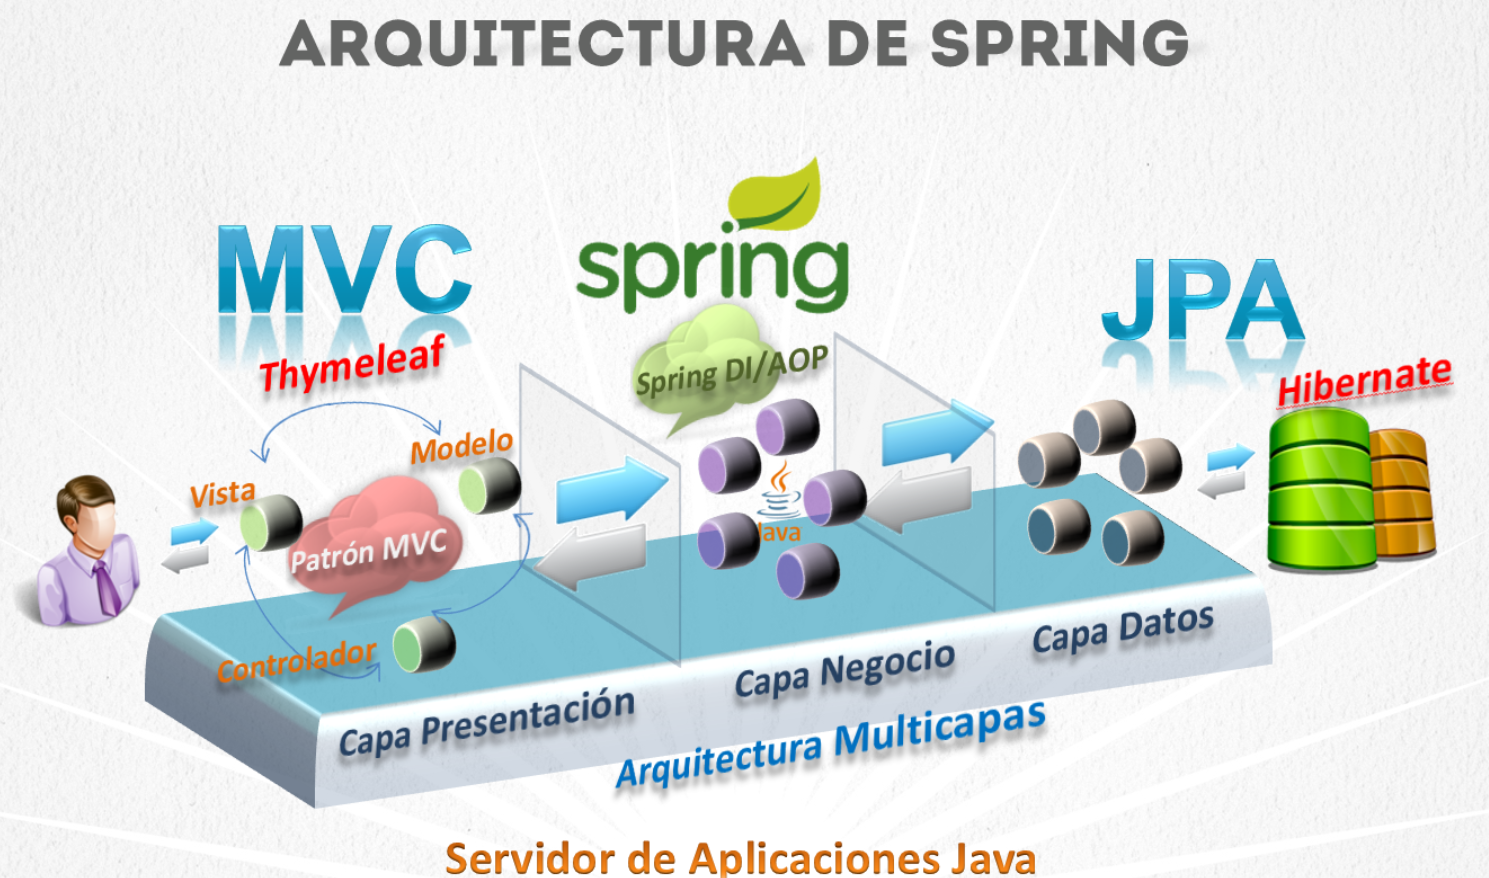 ARQUITECTURA DE SPRING
MVC
spring
JPA
Thymeleaf
Spring DI/AOP
Hibernate
Modelo
Vista
Patrón MVC
Java
Controlador
Capa Presentación
Capa Negocio
Capa Datos
Arquitectura Multicapas
Servidor de Aplicaciones Java